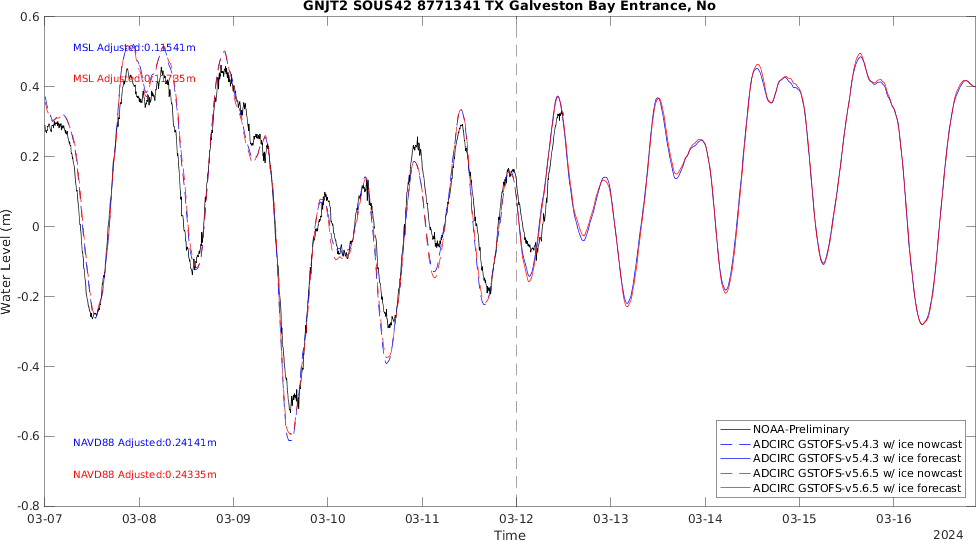 GNJT2 SOUS42 8771341 TX Galveston Bay Entrance, No
0.6
MSL Adjusted:0.11541m
MSL Adjusted:
0.4
0.2
0
-0.2
-0.4
-0.6
-0.8
Water Level (m)
NAVD88 Adjusted:0.24141m
NAVD88 Adjusted:0.24335m
NOAA-Preliminary
ADCIRC GSTOFS-v5.4.3 w/ ice nowcast
ADCIRC GSTOFS-v5.4.3 w/ ice forecast
ADCIRC GSTOFS-v5.6.5 w/ ice nowcast
ADCIRC GSTOFS-v5.6.5 w/ ice forecast
03-07 03-08 03-09 03-10 03-11 03-12 03-13 03-14 03-15 03-16
Time
2024